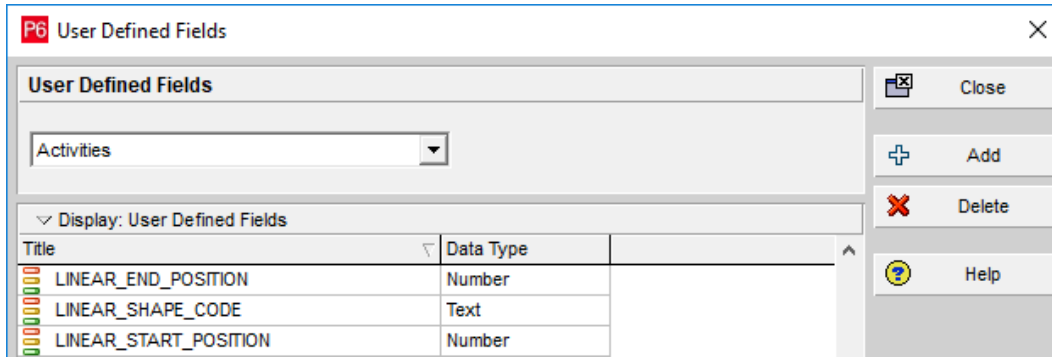 P6 User Defined Fields
User Defined Fields
Close
Activities
Add
Delete
Display: User Defined Fields
Title Data Type
Help
LINEAR_END_POSITION Number
LINEAR_SHAPE_CODE Text
LINEAR_START_POSITION Number